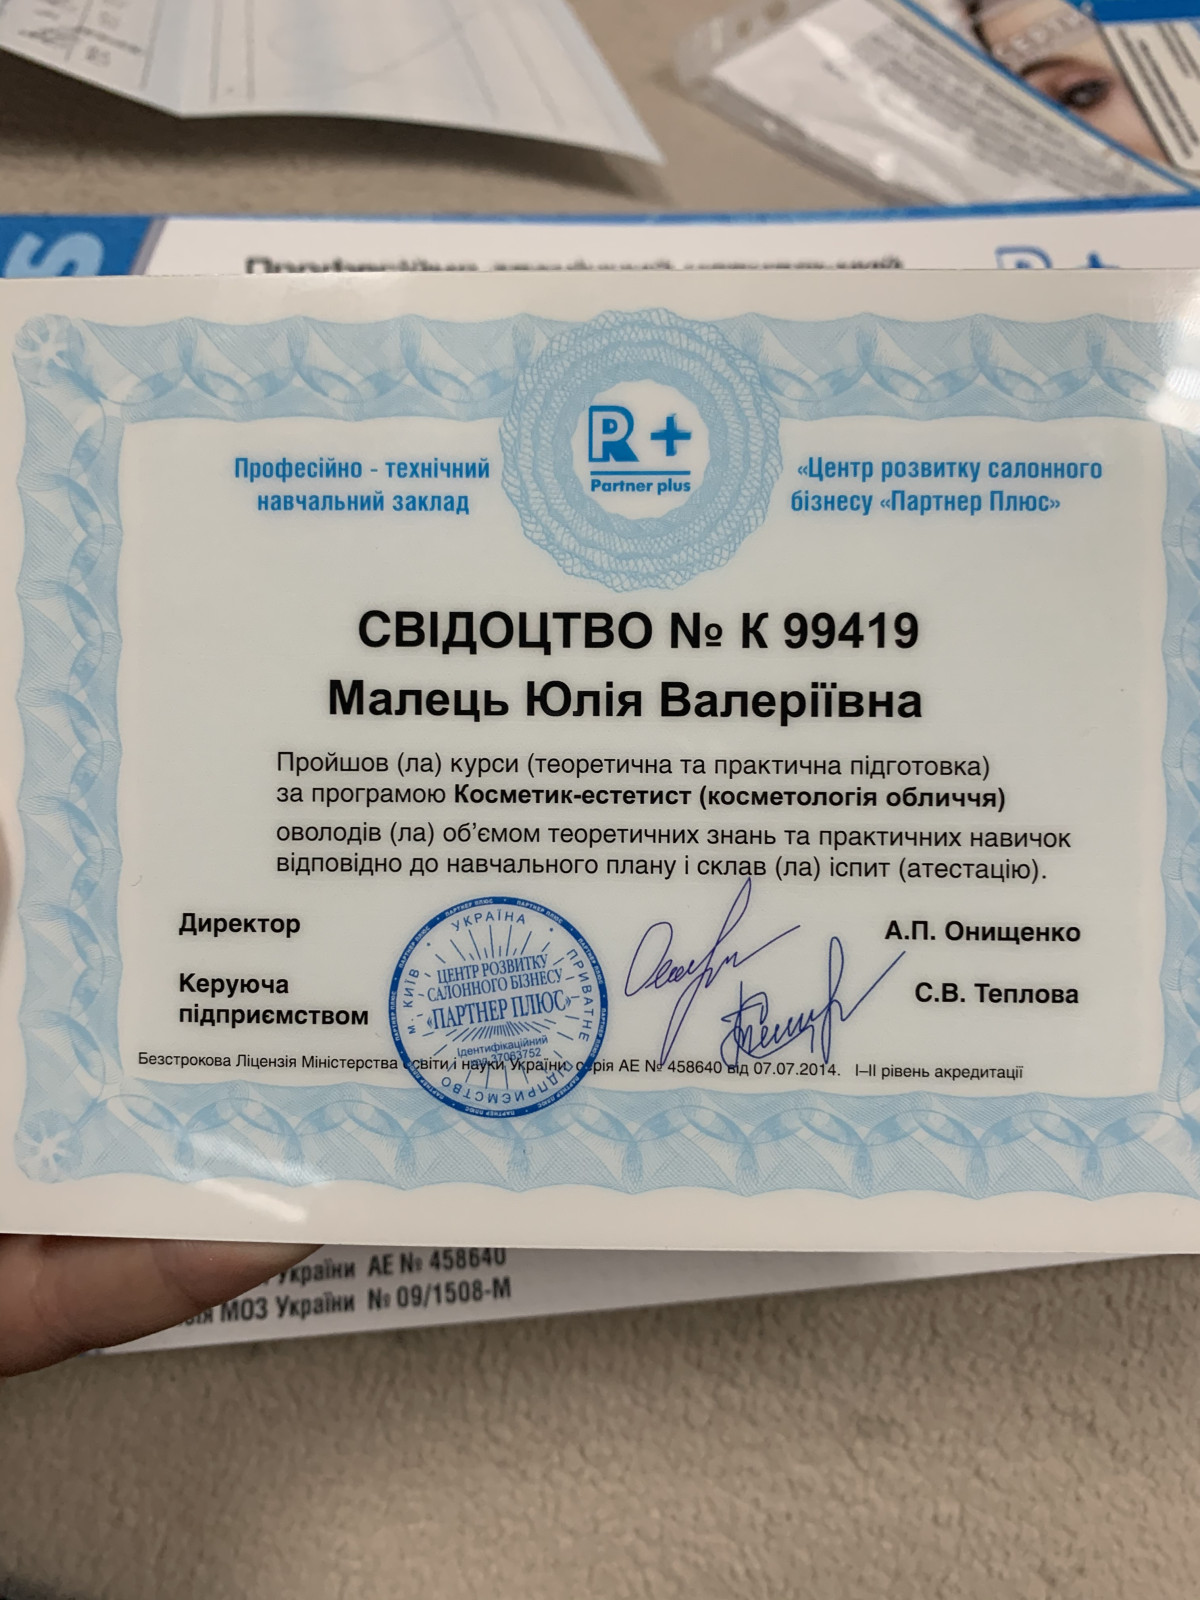 R +
Partner plus
Професійно - технічний
навчальний заклад
«Центр розвитку салонного
бізнесу «Партнер Плюс»
СВІДОЦТВО № К 99419
Малець Юлія Валеріївна
Пройшов (ла) курси (теоретична та практична підготовка)
за програмою Косметик-естетист (косметологія обличчя)
оволодів (ла) об’ємом теоретичних знань та практичних навичок
відповідно до навчального плану і склав (ла) іспит (атестацію).
Директор
А.П. Онищенко
Керуюча
підприємством
С.В. Теплова
УКРАЇНА
м. КИЇВ
ПРИВАТНЕ
ПІДПРИЄМСТВО
ЦЕНТР РОЗВИТКУ
САЛОННОГО БІЗНЕСУ
«ПАРТНЕР ПЛЮС»
Ідентифікаційний
код 37063752
Безстрокова Ліцензія Міністерства освіти і науки України, серія АЕ № 458640 від 07.07.2014. I–II рівень акредитації
України АЕ № 458640
МОЗ України № 09/1508-М